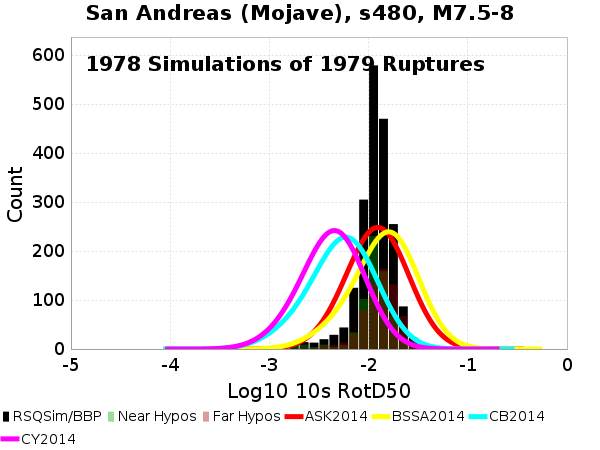 San Andreas (Mojave), s480, M7.5-8
1978 Simulations of 1979 Ruptures
600
500
400
300
200
100
0
Count
-5 -4 -3 -2 -1 0
Log10 10s RotD50
RSQSim/BBP Near Hypos Far Hypos ASK2014 BSSA2014 CB2014
CY2014